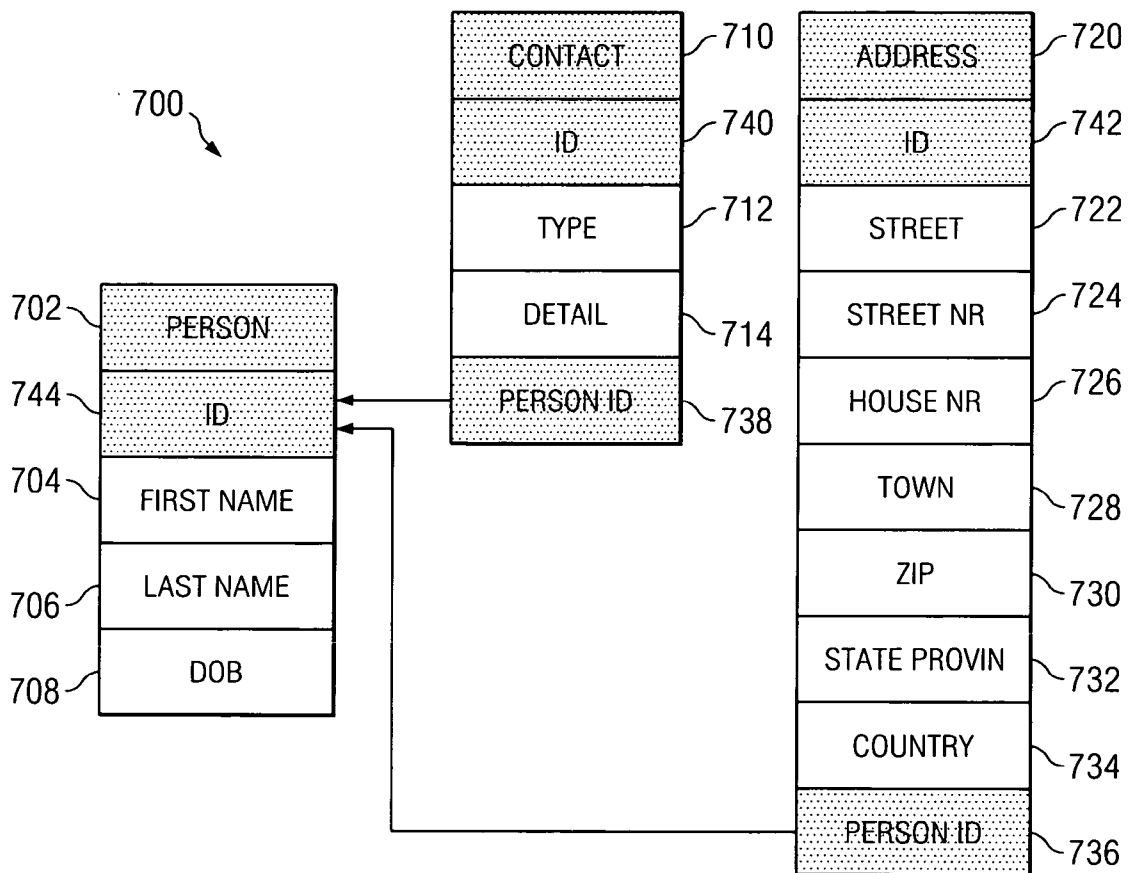 700
CONTACT
710
ID
740
TYPE
712
DETAIL
714
PERSON ID
738
ADDRESS
720
ID
742
STREET
722
STREET NR
724
HOUSE NR
726
TOWN
728
ZIP
730
STATE PROVIN
732
COUNTRY
734
PERSON ID
736
702
PERSON
744
ID
704
FIRST NAME
706
LAST NAME
708
DOB